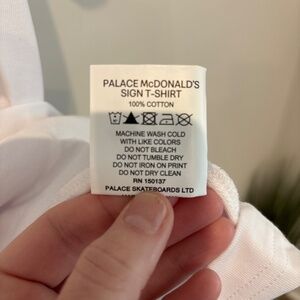 PALACE McDONALD'S
SIGN T-SHIRT
100% COTTON
MACHINE WASH COLD
WITH LIKE COLORS
DO NOT BLEACH
DO NOT TUMBLE DRY
DO NOT IRON ON PRINT
DO NOT DRY CLEAN
RN 150137
PALACE SKATEBOARDS LTD